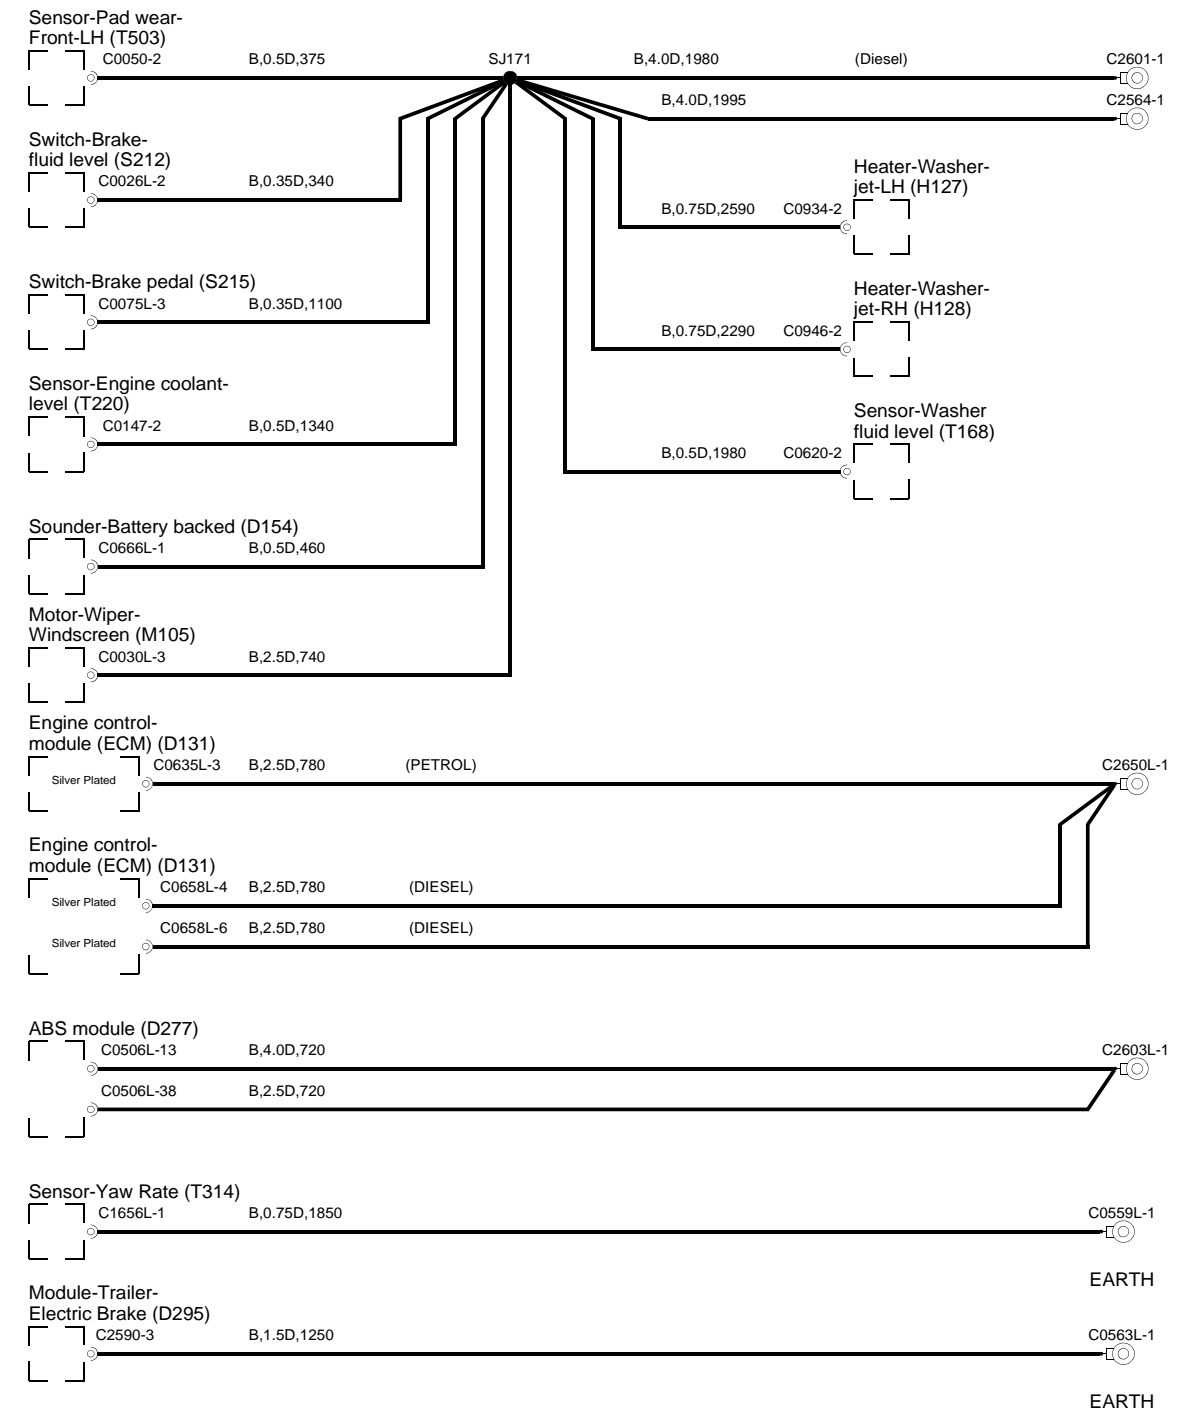 Sensor-Pad wear-
Front-LH (T503)
C0050-2 B,0.5D,375 SJ171 B,4.0D,1980 (Diesel) C2601-1
B,4.0D,1995 C2564-1
Switch-Brake-
fluid level (S212)
C0026L-2 B,0.35D,340
Heater-Washer-
jet-LH (H127)
B,0.75D,2590 C0934-2
Switch-Brake pedal (S215)
C0075L-3 B,0.35D,1100
Heater-Washer-
jet-RH (H128)
B,0.75D,2290 C0946-2
Sensor-Engine coolant-
level (T220)
C0147-2 B,0.5D,1340
Sensor-Washer
fluid level (T168)
B,0.5D,1980 C0620-2
Sounder-Battery backed (D154)
C0666L-1 B,0.5D,460
Motor-Wiper-
Windscreen (M105)
C0030L-3 B,2.5D,740
Engine control-
module (ECM) (D131)
C0635L-3 B,2.5D,780 (PETROL) C2650L-1
Silver Plated
Engine control-
module (ECM) (D131)
C0658L-4 B,2.5D,780 (DIESEL)
Silver Plated
C0658L-6 B,2.5D,780 (DIESEL)
Silver Plated
ABS module (D277)
C0506L-13 B,4.0D,720 C2603L-1
C0506L-38 B,2.5D,720
Sensor-Yaw Rate (T314)
C1656L-1 B,0.75D,1850 C0559L-1
EARTH
Module-Trailer-
Electric Brake (D295)
C2590-3 B,1.5D,1250 C0563L-1
EARTH